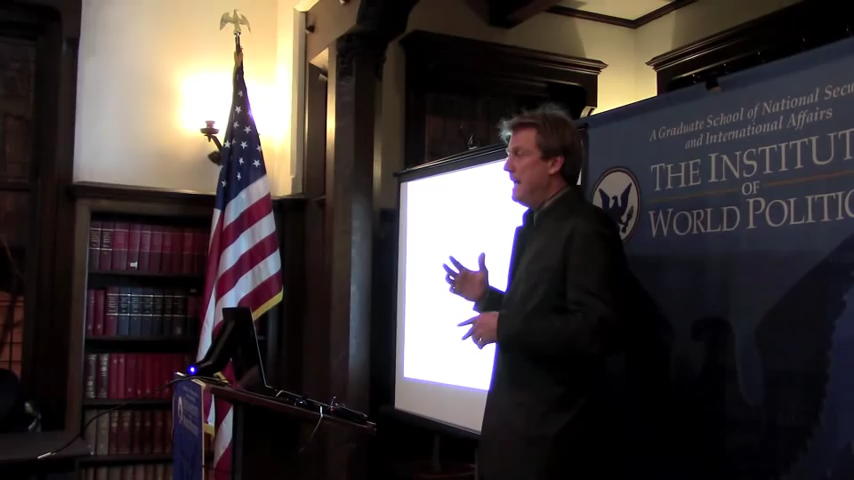 A Graduate School of National Secu
and International Affairs
THE INSTITUT
OF
WORLD POLITIC